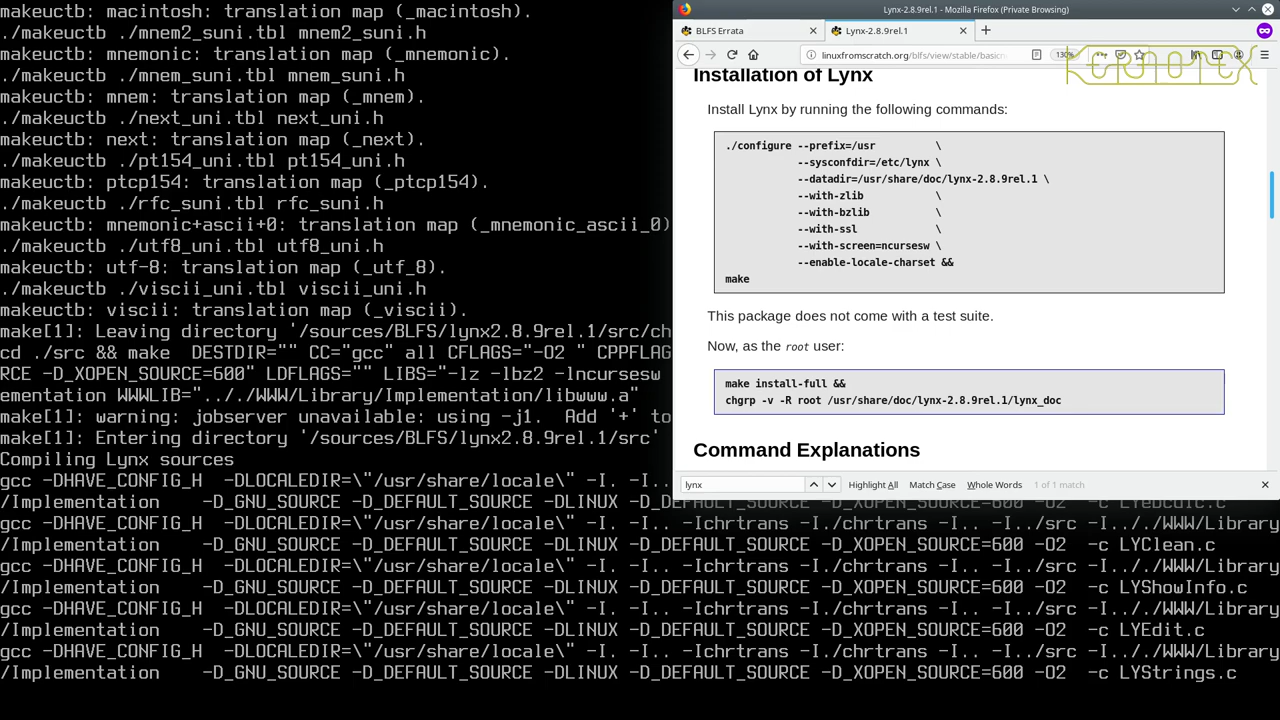 makeuctb: macintosh: translation map (_macintosh).
./makeuctb ./mnem2_suni.tbl mnem2_suni.h
makeuctb: mnemonic: translation map (_mnemonic).
./makeuctb ./mnem_suni.tbl mnem_suni.h
makeuctb: mnem: translation map (_mnem).
./makeuctb ./next_uni.tbl next_uni.h
makeuctb: next: translation map (_next).
./makeuctb ./pt154_uni.tbl pt154_uni.h
makeuctb: ptcp154: translation map (_ptcp154).
./makeuctb ./rfc_suni.tbl rfc_suni.h
makeuctb: mnemonic+ascii+0: translation map (_mnemonic_ascii_0)
./makeuctb ./utf8_uni.tbl utf8_uni.h
makeuctb: utf-8: translation map (_utf_8).
./makeuctb ./viscii_uni.tbl viscii_uni.h
makeuctb: viscii: translation map (_viscii).
make[1]: Leaving directory '/sources/BLFS/lynx2.8.9rel.1/src/ch
cd ./src && make  DESTDIR="" CC="gcc" all CFLAGS="-O2 " CPPFLAG
RCE -D_XOPEN_SOURCE=600" LDFLAGS="" LIBS="-lz -lbz2 -lncursesw
ementation WWWLIB=".././WWW/Library/Implementation/libwww.a"
make[1]: warning: jobserver unavailable: using -j1.  Add '+' to
make[1]: Entering directory '/sources/BLFS/lynx2.8.9rel.1/src'
Compiling Lynx sources
gcc -DHAVE_CONFIG_H  -DLOCALEDIR=\"/usr/share/locale\" -I. -I..
/Implementation    -D_GNU_SOURCE -D_DEFAULT_SOURCE -DLINUX -D_DEFAULT_SOURCE -D_XOPEN_SOURCE=600 -O2  -c LYebcdic.c
gcc -DHAVE_CONFIG_H  -DLOCALEDIR=\"/usr/share/locale\" -I. -I.. -Ichrtrans -I./chrtrans -I.. -I../src -I.././WWW/Library
/Implementation    -D_GNU_SOURCE -D_DEFAULT_SOURCE -DLINUX -D_DEFAULT_SOURCE -D_XOPEN_SOURCE=600 -O2  -c LYClean.c
gcc -DHAVE_CONFIG_H  -DLOCALEDIR=\"/usr/share/locale\" -I. -I.. -Ichrtrans -I./chrtrans -I.. -I../src -I.././WWW/Library
/Implementation    -D_GNU_SOURCE -D_DEFAULT_SOURCE -DLINUX -D_DEFAULT_SOURCE -D_XOPEN_SOURCE=600 -O2  -c LYShowInfo.c
gcc -DHAVE_CONFIG_H  -DLOCALEDIR=\"/usr/share/locale\" -I. -I.. -Ichrtrans -I./chrtrans -I.. -I../src -I.././WWW/Library
/Implementation    -D_GNU_SOURCE -D_DEFAULT_SOURCE -DLINUX -D_DEFAULT_SOURCE -D_XOPEN_SOURCE=600 -O2  -c LYEdit.c
gcc -DHAVE_CONFIG_H  -DLOCALEDIR=\"/usr/share/locale\" -I. -I.. -Ichrtrans -I./chrtrans -I.. -I../src -I.././WWW/Library
/Implementation    -D_GNU_SOURCE -D_DEFAULT_SOURCE -DLINUX -D_DEFAULT_SOURCE -D_XOPEN_SOURCE=600 -O2  -c LYStrings.c
Lynx-2.8.9rel.1 - Mozilla Firefox (Private Browsing)
BLFS Errata
Lynx-2.8.9rel.1
linuxfromscratch.org/blfs/view/stable/basic
130%
Installation of Lynx
Install Lynx by running the following commands:
./configure --prefix=/usr          \
--sysconfdir=/etc/lynx \
--datadir=/usr/share/doc/lynx-2.8.9rel.1 \
--with-zlib            \
--with-bzlib           \
--with-ssl             \
--with-screen=ncursesw \
--enable-locale-charset &&
make
This package does not come with a test suite.
Now, as the root user:
make install-full &&
chgrp -v -R root /usr/share/doc/lynx-2.8.9rel.1/lynx_doc
Command Explanations
lynx
Highlight All
Match Case
Whole Words
1 of 1 match